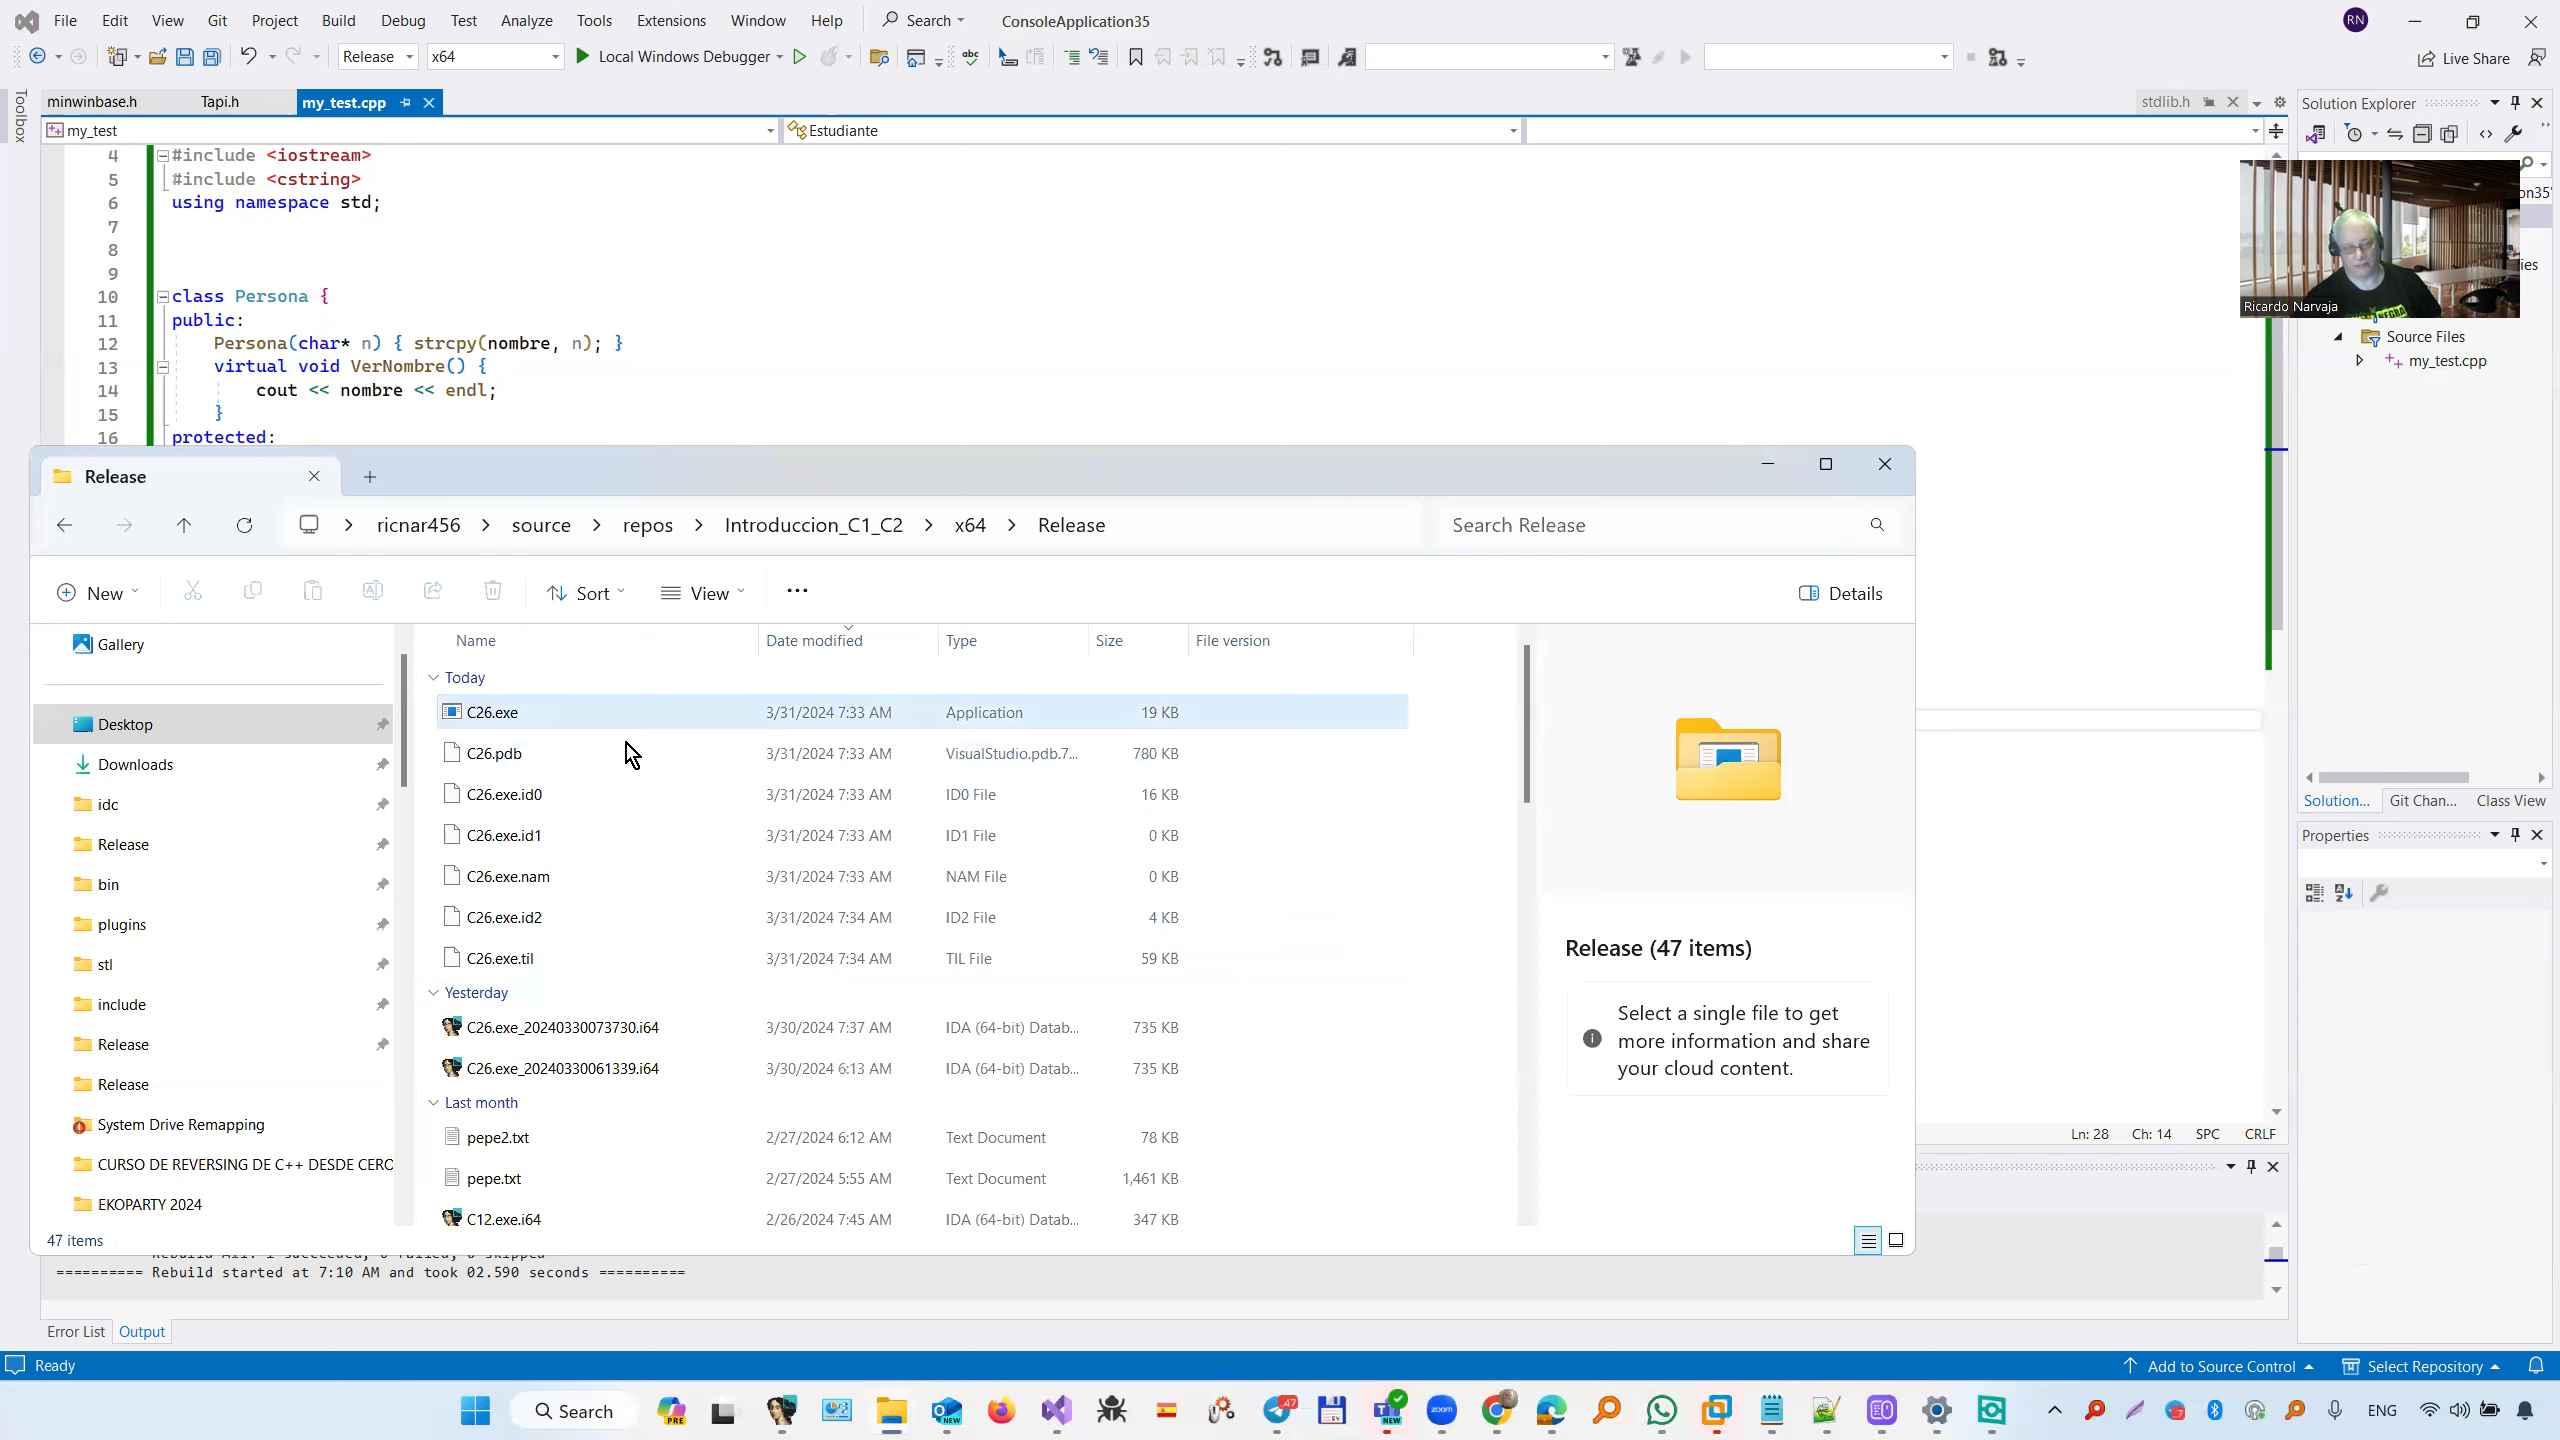 File Edit View Git Project Build Debug Test Analyze Tools Extensions Window Help Search ConsoleApplication35 RN
Release x64 Local Windows Debugger Live Share
Toolbox
minwinbase.h Tapi.h my_test.cpp stdlib.h
my_test Estudiante
4 #include <iostream>
5 #include <cstring>
6 using namespace std;
7
8
9
10 class Persona {
11 public:
12 Persona(char* n) { strcpy(nombre, n); }
13 virtual void VerNombre() {
14 cout << nombre << endl;
15 }
16 protected:
Solution Explorer
on35'
ies
Ricardo Narvaja
Source Files
my_test.cpp
Release
ricnar456 > source > repos > Introduccion_C1_C2 > x64 > Release
Search Release
New Sort View Details
Gallery
Desktop
Downloads
idc
Release
bin
plugins
stl
include
Release
Release
System Drive Remapping
CURSO DE REVERSING DE C++ DESDE CERO
EKOPARTY 2024
Name Date modified Type Size File version
Today
C26.exe 3/31/2024 7:33 AM Application 19 KB
C26.pdb 3/31/2024 7:33 AM VisualStudio.pdb.7... 780 KB
C26.exe.id0 3/31/2024 7:33 AM ID0 File 16 KB
C26.exe.id1 3/31/2024 7:33 AM ID1 File 0 KB
C26.exe.nam 3/31/2024 7:33 AM NAM File 0 KB
C26.exe.id2 3/31/2024 7:34 AM ID2 File 4 KB
C26.exe.til 3/31/2024 7:34 AM TIL File 59 KB
Yesterday
C26.exe_20240330073730.i64 3/30/2024 7:37 AM IDA (64-bit) Datab... 735 KB
C26.exe_20240330061339.i64 3/30/2024 6:13 AM IDA (64-bit) Datab... 735 KB
Last month
pepe2.txt 2/27/2024 6:12 AM Text Document 78 KB
pepe.txt 2/27/2024 5:55 AM Text Document 1,461 KB
C12.exe.i64 2/26/2024 7:45 AM IDA (64-bit) Datab... 347 KB
Release (47 items)
Select a single file to get
more information and share
your cloud content.
47 items
Solution... Git Chan... Class View
Properties
Ln: 28 Ch: 14 SPC CRLF
========== Rebuild started at 7:10 AM and took 02.590 seconds ==========
Error List Output
Ready Add to Source Control Select Repository
Search PRE NEW 47 NEW zoom ENG